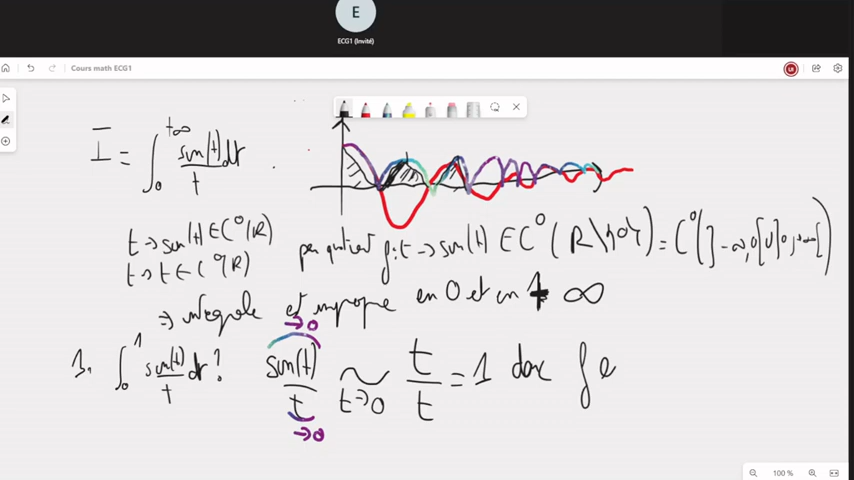 E
ECG1 (Invité)
Cours math ECG1
I = ∫₀^{+∞} sin(t)/t dt
t → sin(t) ∈ C⁰(R)
t → t ∈ C⁰(R)
par quotient f: t → sin(t) ∈ C⁰(R\{0}) = C⁰(]-∞,0[∪]0,+∞[)
⇒ intégrale est impropre en 0 et en +∞
1. ∫₀¹ sin(t)/t dt ?
→0
sin(t)/t ~ t/t = 1 donc f e
t→0
→0
100 %